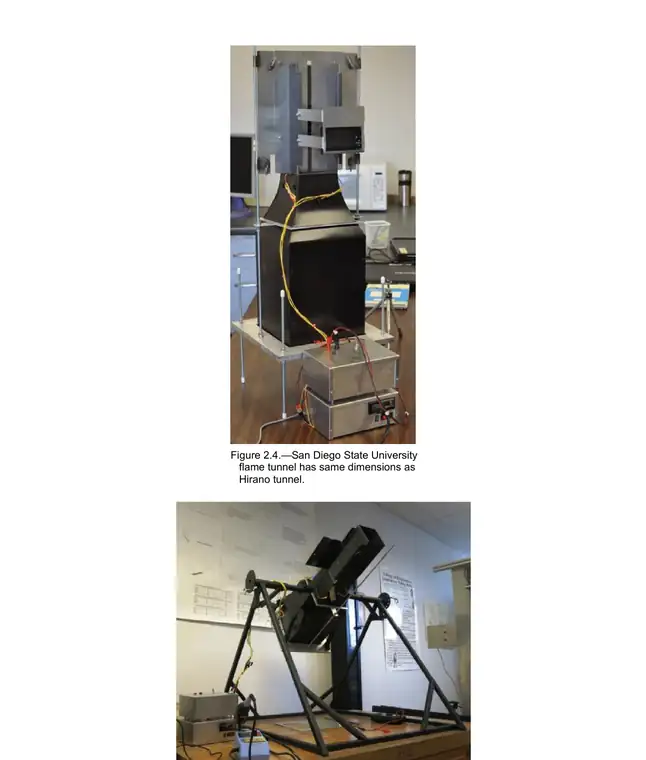 Figure 2.4.—San Diego State University
flame tunnel has same dimensions as
Hirano tunnel.